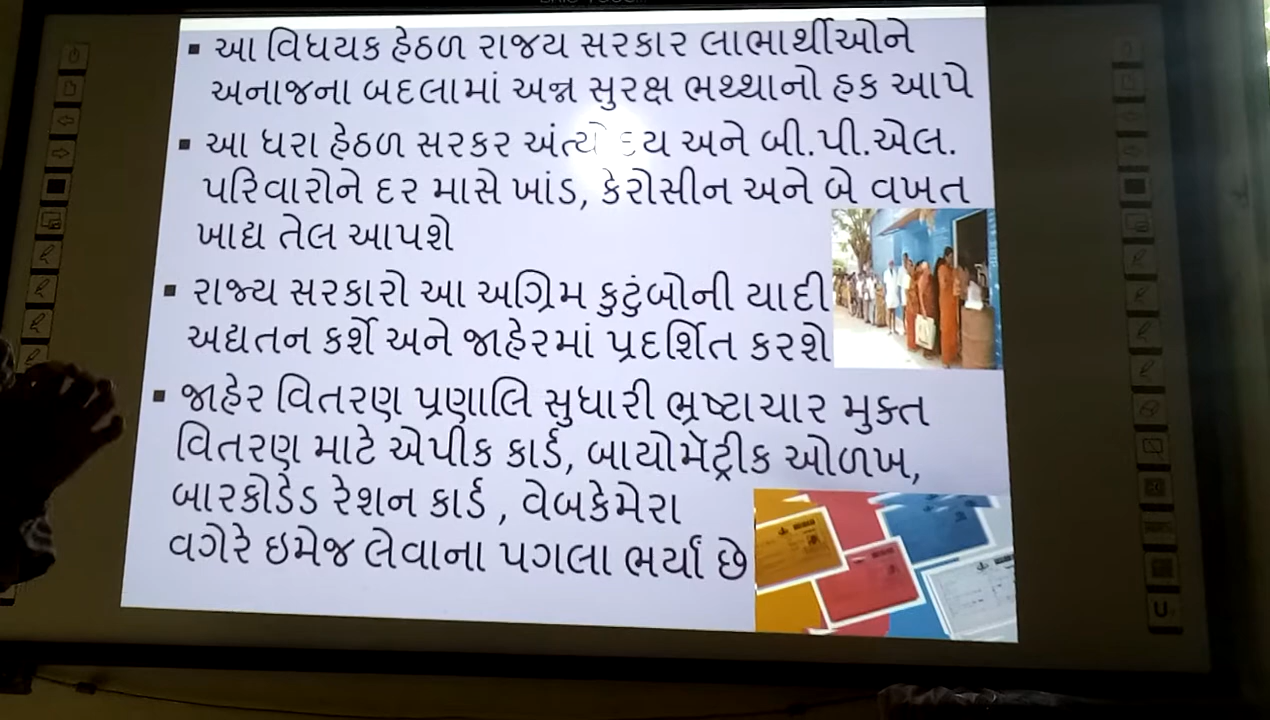 ▪ આ વિધયક હેઠળ રાજય સરકાર લાભાર્થીઓને
અનાજના બદલામાં અન્ન સુરક્ષ ભથ્થાનો હક આપે
▪ આ ધરા હેઠળ સરકર અંત્યોદય અને બી.પી.એલ.
પરિવારોને દર માસે ખાંડ, કેરોસીન અને બે વખત
ખાદ્ય તેલ આપશે
▪ રાજ્ય સરકારો આ અગ્રિમ કુટુંબોની યાદી
અદ્યતન કર્શે અને જાહેરમાં પ્રદર્શિત કરશે
▪ જાહેર વિતરણ પ્રણાલિ સુધારી ભ્રષ્ટાચાર મુક્ત
વિતરણ માટે એપીક કાર્ડ, બાયોમૅટ્રીક ઓળખ,
બારકોડેડ રેશન કાર્ડ , વેબકેમેરા
વગેરે ઇમેજ લેવાના પગલા ભર્યાં છે